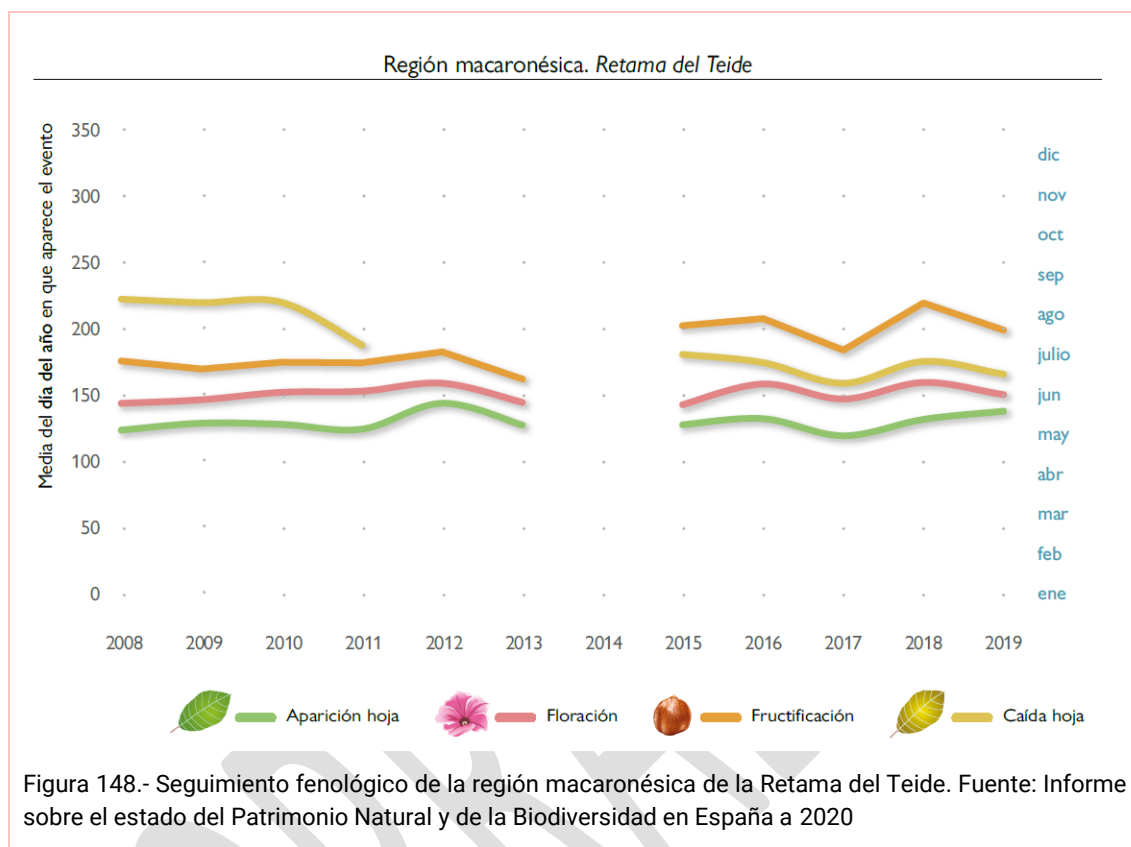 Región macaronésica. Retama del Teide
Media del día del año en que aparece el evento
350
300
250
200
150
100
50
0
dic
nov
oct
sep
ago
julio
jun
may
abr
mar
feb
ene
2008 2009 2010 2011 2012 2013 2014 2015 2016 2017 2018 2019
Aparición hoja Floración Fructificación Caída hoja
Figura 148.- Seguimiento fenológico de la región macaronésica de la Retama del Teide. Fuente: Informe
sobre el estado del Patrimonio Natural y de la Biodiversidad en España a 2020